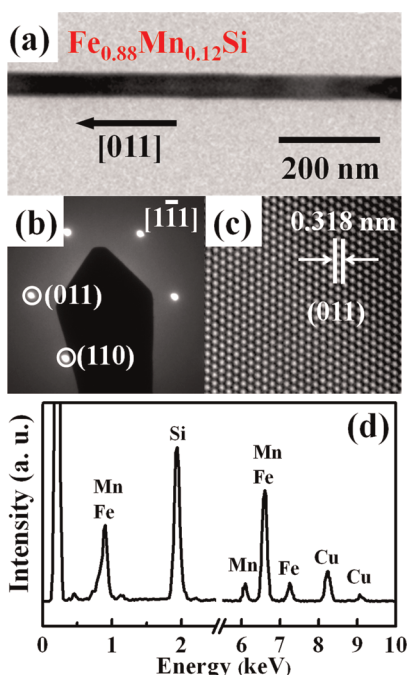 (a) Fe0.88Mn0.12Si
[011]
200 nm
(b)
[11̄1]
(011)
(110)
(c)
0.318 nm
(011)
(d)
Intensity (a. u.)
Mn
Fe
Si
Mn
Fe
Mn
Fe
Cu
Cu
0 1 2 6 7 8 9 10
Energy (keV)